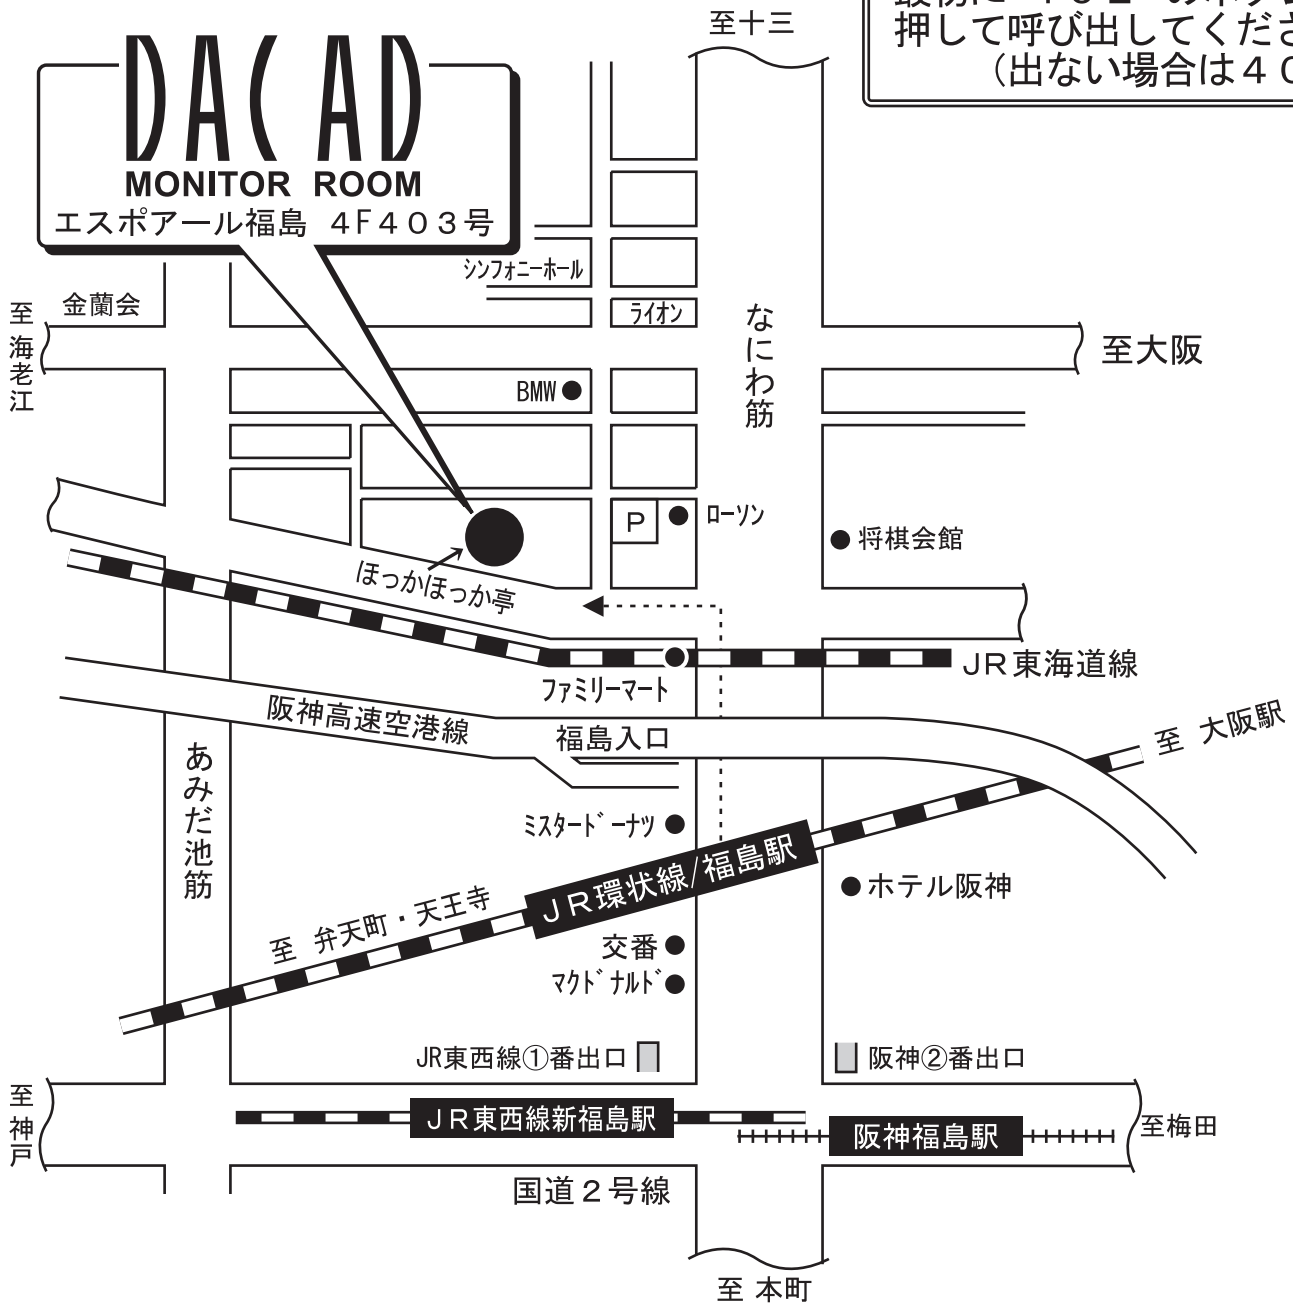 至十三
押して呼び出してくださ
（出ない場合は４０
DAC AD
MONITOR ROOM
エスポアール福島 4F403号
シンフォニーホール
金蘭会
至 海老江
ライオン
なにわ筋
至大阪
BMW
P
ローソン
将棋会館
ほっかほっか亭
JR東海道線
ファミリーマート
阪神高速空港線
福島入口
至 大阪駅
あみだ池筋
ミスタードーナツ
JR環状線/福島駅
ホテル阪神
至 弁天町・天王寺
交番
マクドナルド
JR東西線①番出口
阪神②番出口
至 神戸
JR東西線新福島駅
阪神福島駅
至梅田
国道２号線
至 本町